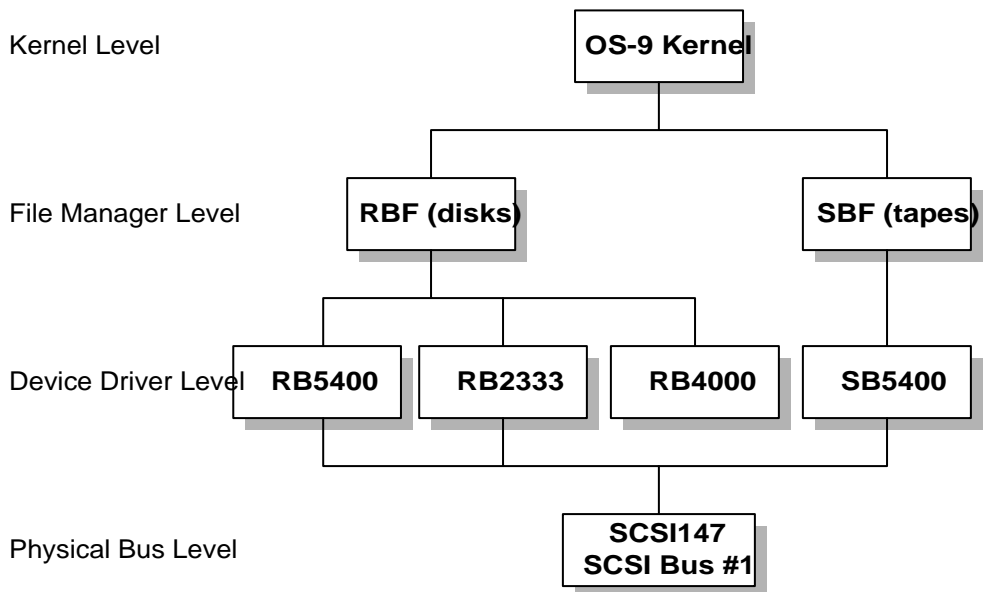 Kernel Level
OS-9 Kernel
File Manager Level
RBF (disks)
SBF (tapes)
Device Driver Level
RB5400
RB2333
RB4000
SB5400
Physical Bus Level
SCSI147
SCSI Bus #1